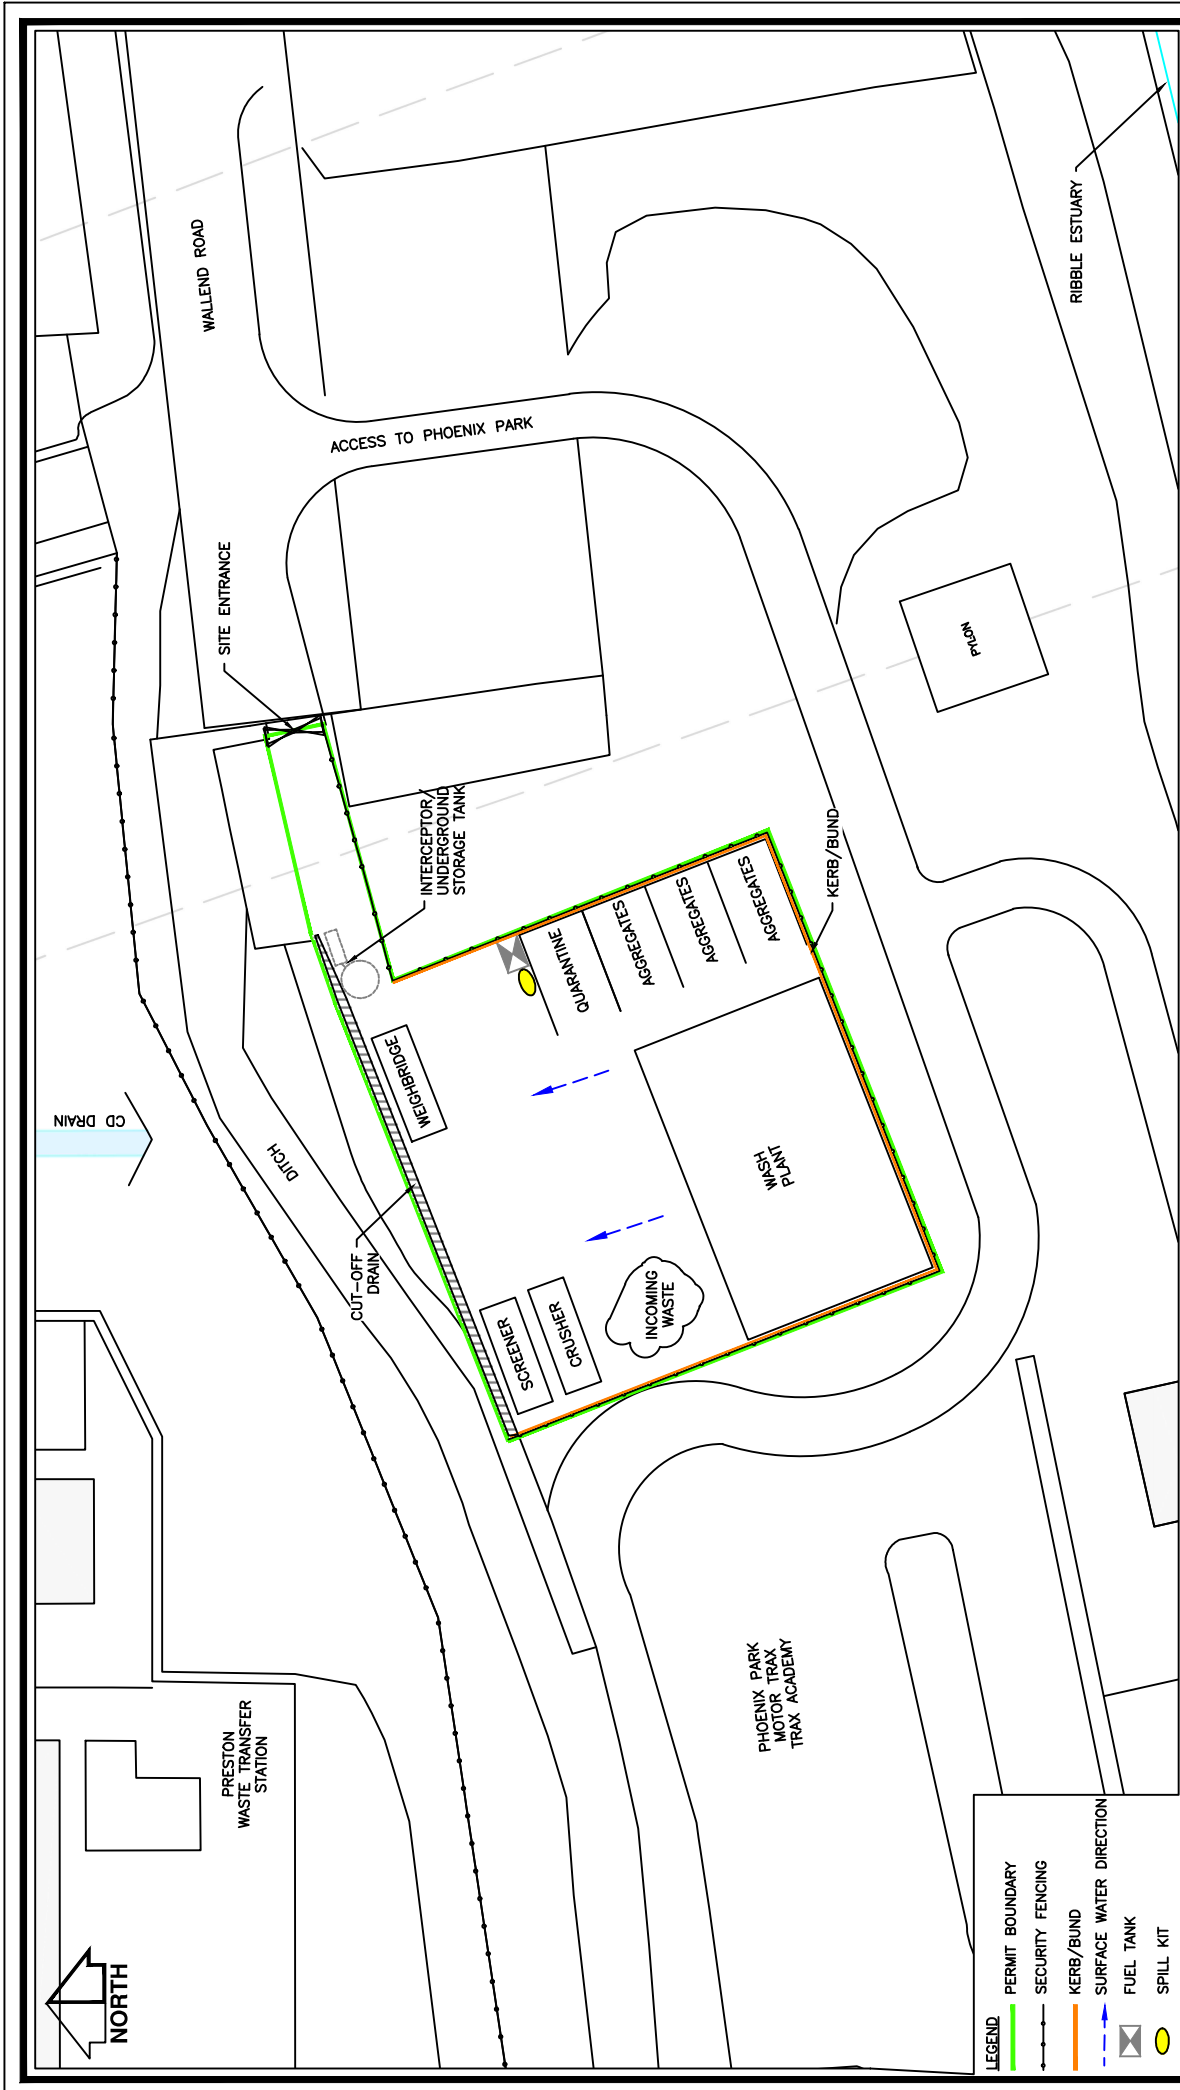 NORTH
PRESTON
WASTE TRANSFER
STATION
CD DRAIN
DITCH
CUT-OFF
DRAIN
SITE ENTRANCE
WALLEND ROAD
ACCESS TO PHOENIX PARK
INTERCEPTOR
UNDERGROUND
STORAGE TANK
WEIGHBRIDGE
SCREENER
CRUSHER
INCOMING
WASTE
WASH
PLANT
QUARANTINE
AGGREGATES
AGGREGATES
AGGREGATES
KERB/BUND
PYLON
RIBBLE ESTUARY
PHOENIX PARK
MOTOR TRAX
TRAX ACADEMY
LEGEND
PERMIT BOUNDARY
SECURITY FENCING
KERB/BUND
SURFACE WATER DIRECTION
FUEL TANK
SPILL KIT